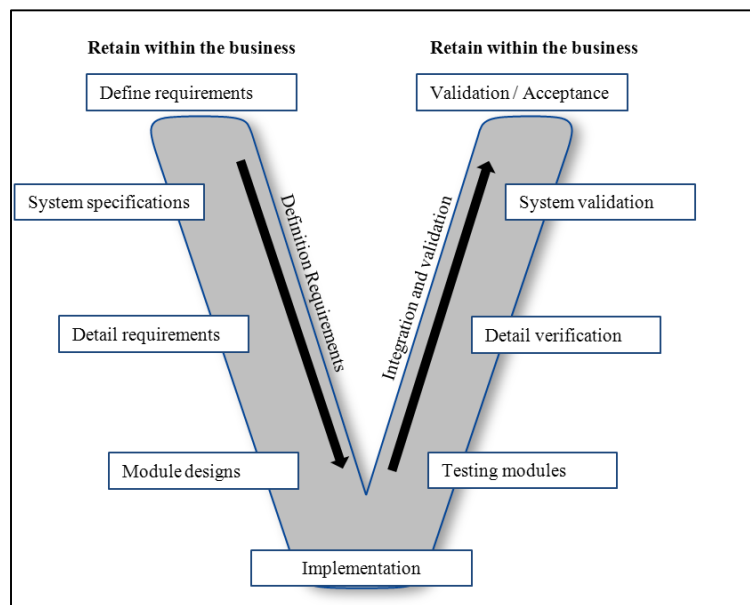 Retain within the business
Retain within the business
Define requirements
Validation / Acceptance
System specifications
System validation
Definition Requirements
Integration and validation
Detail requirements
Detail verification
Module designs
Testing modules
Implementation